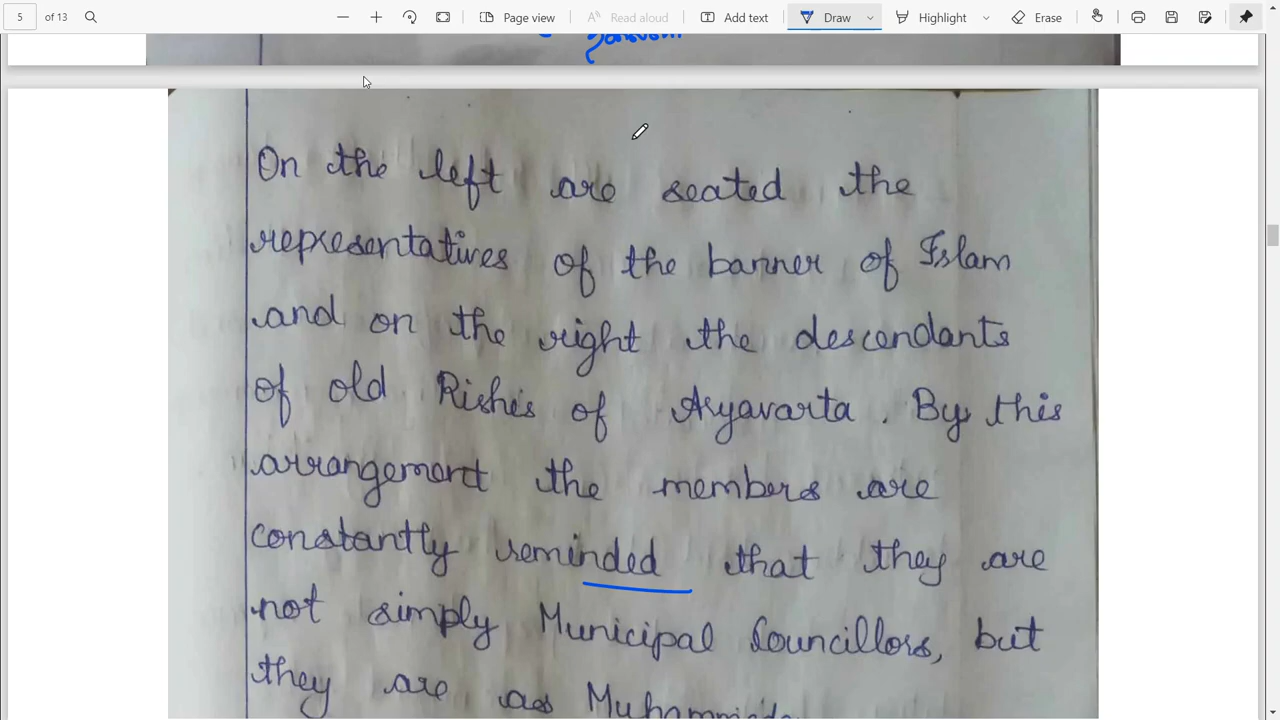 5 of 13 Page view Read aloud Add text Draw Highlight Erase
On the left are seated the
representatives of the banner of Islam
and on the right the descendants
of old Rishis of Aryavarta. By this
arrangement the members are
constantly reminded that they are
not simply Municipal Councillors, but
they are as